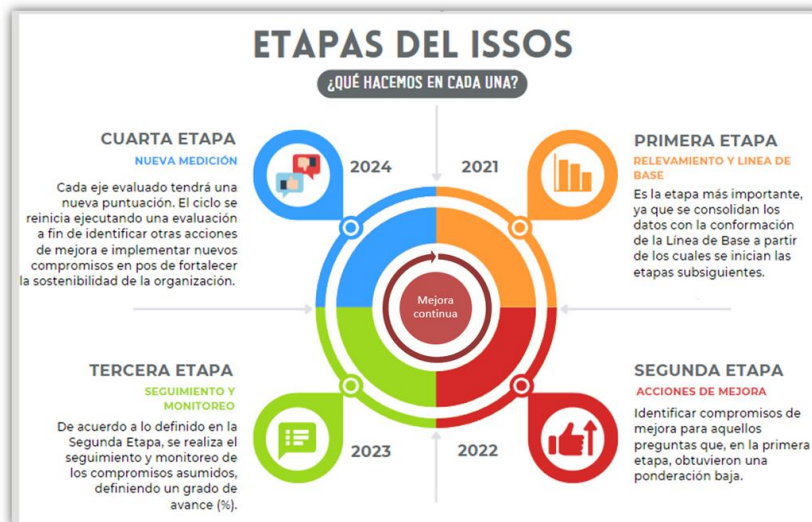 ETAPAS DEL ISSOS
¿QUÉ HACEMOS EN CADA UNA?
CUARTA ETAPA
NUEVA MEDICIÓN
Cada eje evaluado tendrá una
nueva puntuación. El ciclo se
reinicia ejecutando una evaluación
a fin de identificar otras acciones
de mejora e implementar nuevos
compromisos en pos de fortalecer
la sostenibilidad de la organización.
2024
2021
PRIMERA ETAPA
RELEVAMIENTO Y LINEA DE
BASE
Es la etapa más importante,
ya que se consolidan los
datos con la conformación
de la Línea de Base a partir
de los cuales se inician las
etapas subsiguientes.
Mejora
continua
TERCERA ETAPA
SEGUIMIENTO Y
MONITOREO
De acuerdo a lo definido en la
Segunda Etapa, se realiza el
seguimiento y monitoreo de
los compromisos asumidos,
definiendo un grado de
avance (%).
2023
2022
SEGUNDA ETAPA
ACCIONES DE MEJORA
Identificar compromisos de
mejora para aquellos
preguntas que, en la primera
etapa, obtuvieron una
ponderación baja.